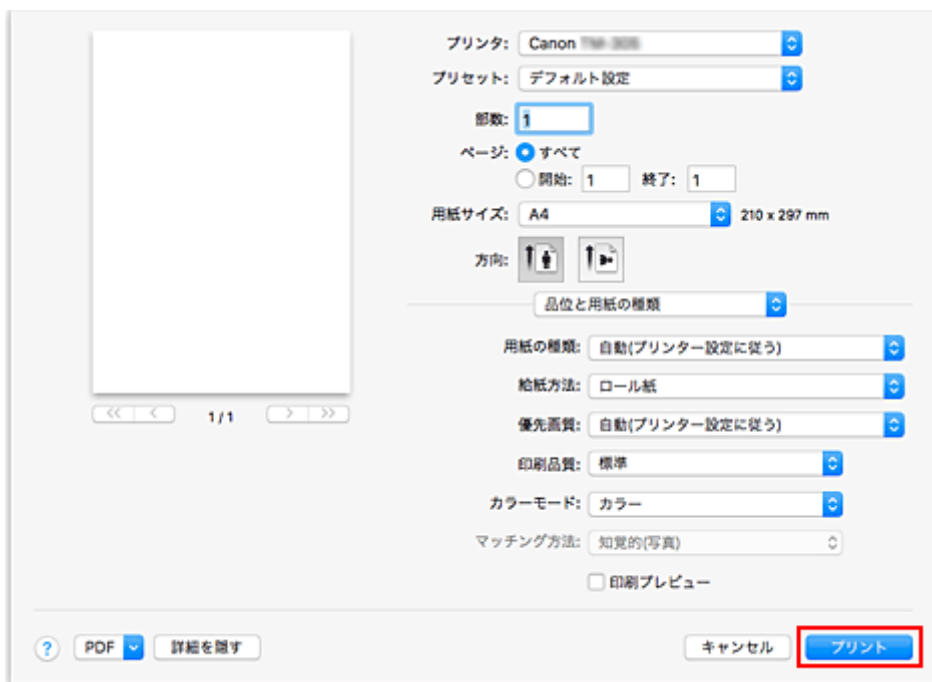 プリンタ: Canon
プリセット: デフォルト設定
部数: 1
ページ: すべて
開始: 1 終了: 1
用紙サイズ: A4 210 x 297 mm
方向:
品位と用紙の種類
用紙の種類: 自動(プリンター設定に従う)
給紙方法: ロール紙
優先画質: 自動(プリンター設定に従う)
印刷品質: 標準
カラーモード: カラー
マッチング方法: 知覚的(写真)
印刷プレビュー
<< < 1/1 > >>
? PDF 詳細を隠す キャンセル プリント